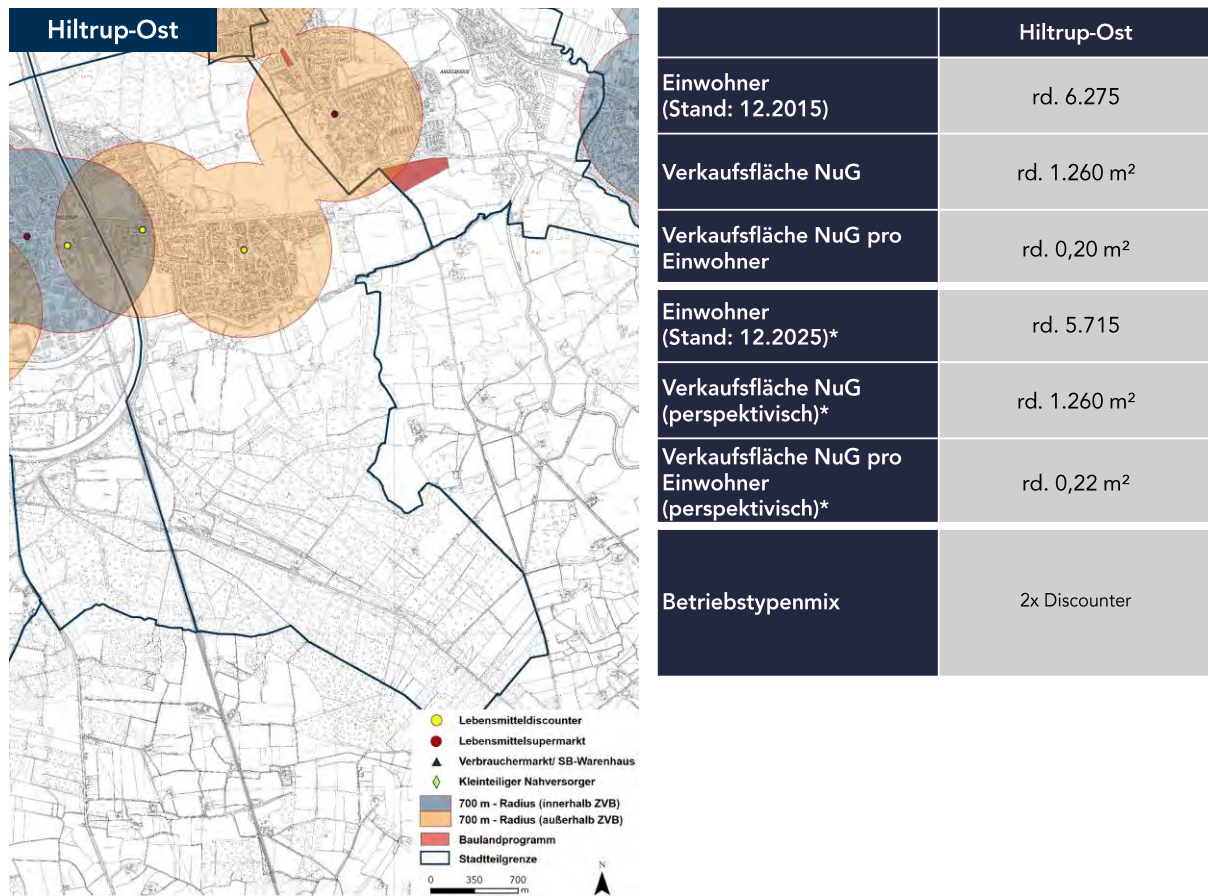 Hiltrup-Ost
ANGELMODDE
HILTRUP
Lebensmitteldiscounter
Lebensmittelsupermarkt
Verbrauchermarkt/ SB-Warenhaus
Kleinteiliger Nahversorger
700 m - Radius (innerhalb ZVB)
700 m - Radius (außerhalb ZVB)
Baulandprogramm
Stadtteilgrenze
N
0 350 700
m
Hiltrup-Ost
Einwohner
(Stand: 12.2015)
rd. 6.275
Verkaufsfläche NuG
rd. 1.260 m²
Verkaufsfläche NuG pro
Einwohner
rd. 0,20 m²
Einwohner
(Stand: 12.2025)*
rd. 5.715
Verkaufsfläche NuG
(perspektivisch)*
rd. 1.260 m²
Verkaufsfläche NuG pro
Einwohner
(perspektivisch)*
rd. 0,22 m²
Betriebstypenmix
2x Discounter